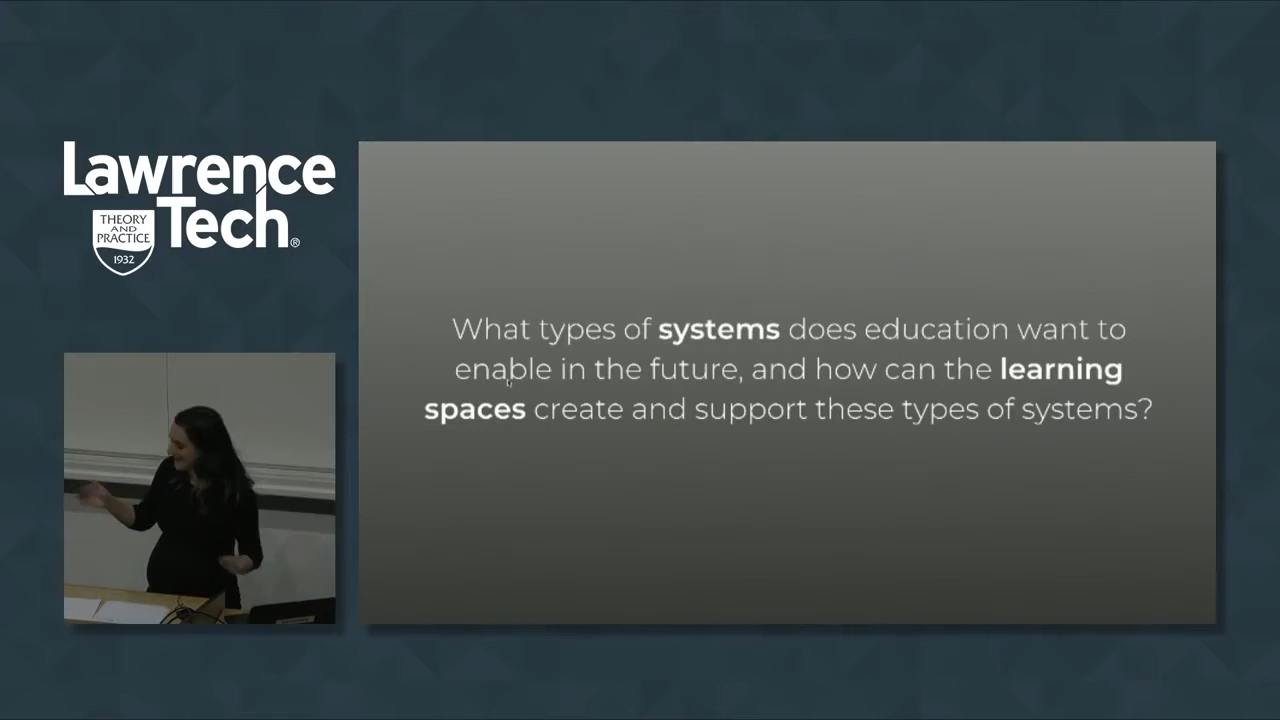 Lawrence
Tech®
THEORY
AND
PRACTICE
1932
What types of systems does education want to
enable in the future, and how can the learning
spaces create and support these types of systems?